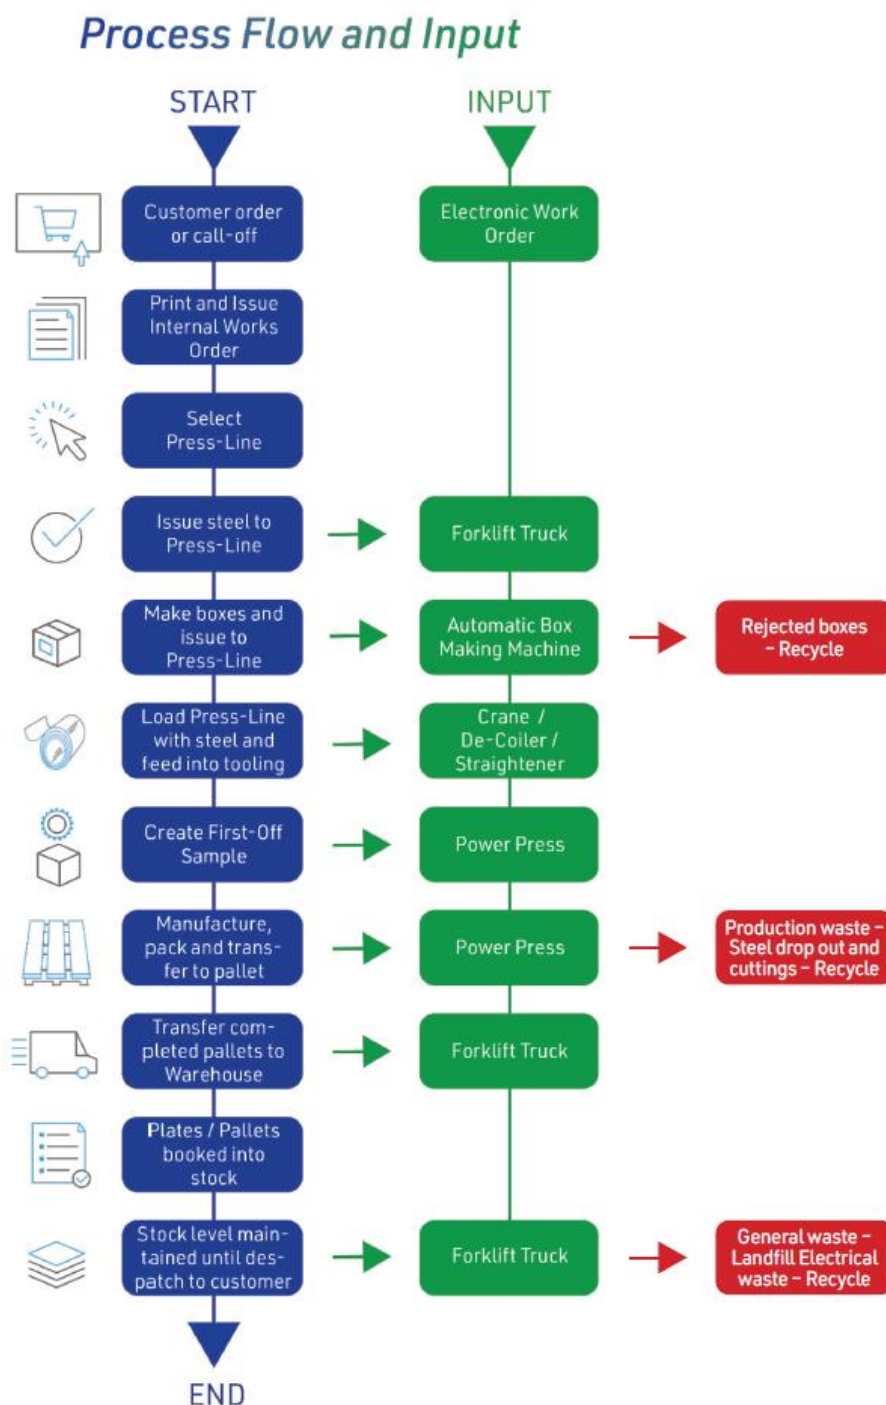 Process Flow and Input
START
INPUT
Customer order
or call-off
Electronic Work
Order
Print and Issue
Internal Works
Order
Select
Press-Line
Issue steel to
Press-Line
Forklift Truck
Make boxes and
issue to
Press-Line
Automatic Box
Making Machine
Rejected boxes
– Recycle
Load Press-Line
with steel and
feed into tooling
Crane /
De-Coiler /
Straightener
Create First-Off
Sample
Power Press
Manufacture,
pack and trans-
fer to pallet
Power Press
Production waste –
Steel drop out and
cuttings – Recycle
Transfer com-
pleted pallets to
Warehouse
Forklift Truck
Plates / Pallets
booked into
stock
Stock level main-
tained until des-
patch to customer
Forklift Truck
General waste –
Landfill Electrical
waste – Recycle
END